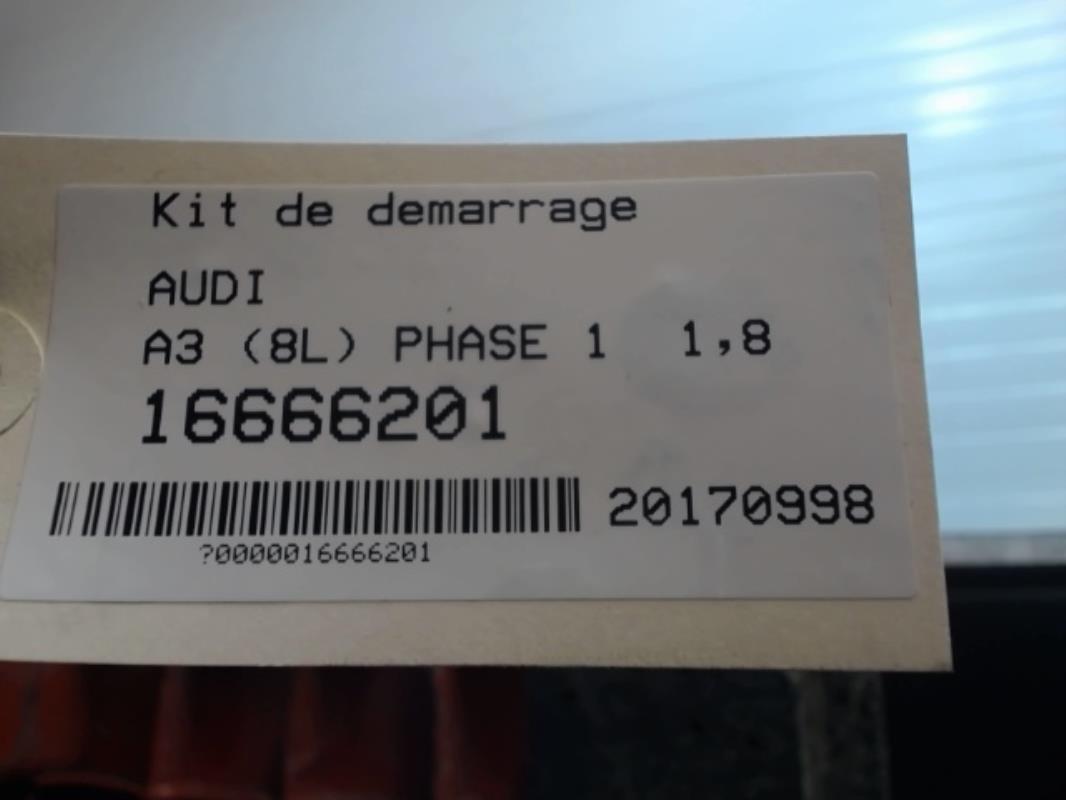 Kit de demarrage
AUDI
A3 (8L) PHASE 1 1,8
16666201
20170998
?0000016666201